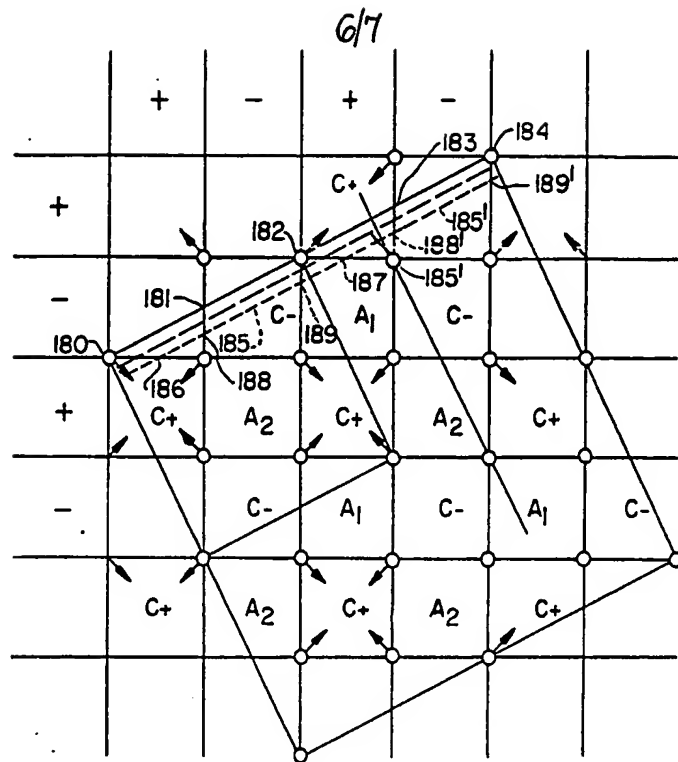 6/7
+ - + -
184
183
C+
189'
+
182
185'
188'
187
185'
181
-
C-
A1
C-
180
185
189
186
188
+
C+
A2
C+
A2
C+
-
C-
A1
C-
A1
C-
C+
A2
C+
A2
C+